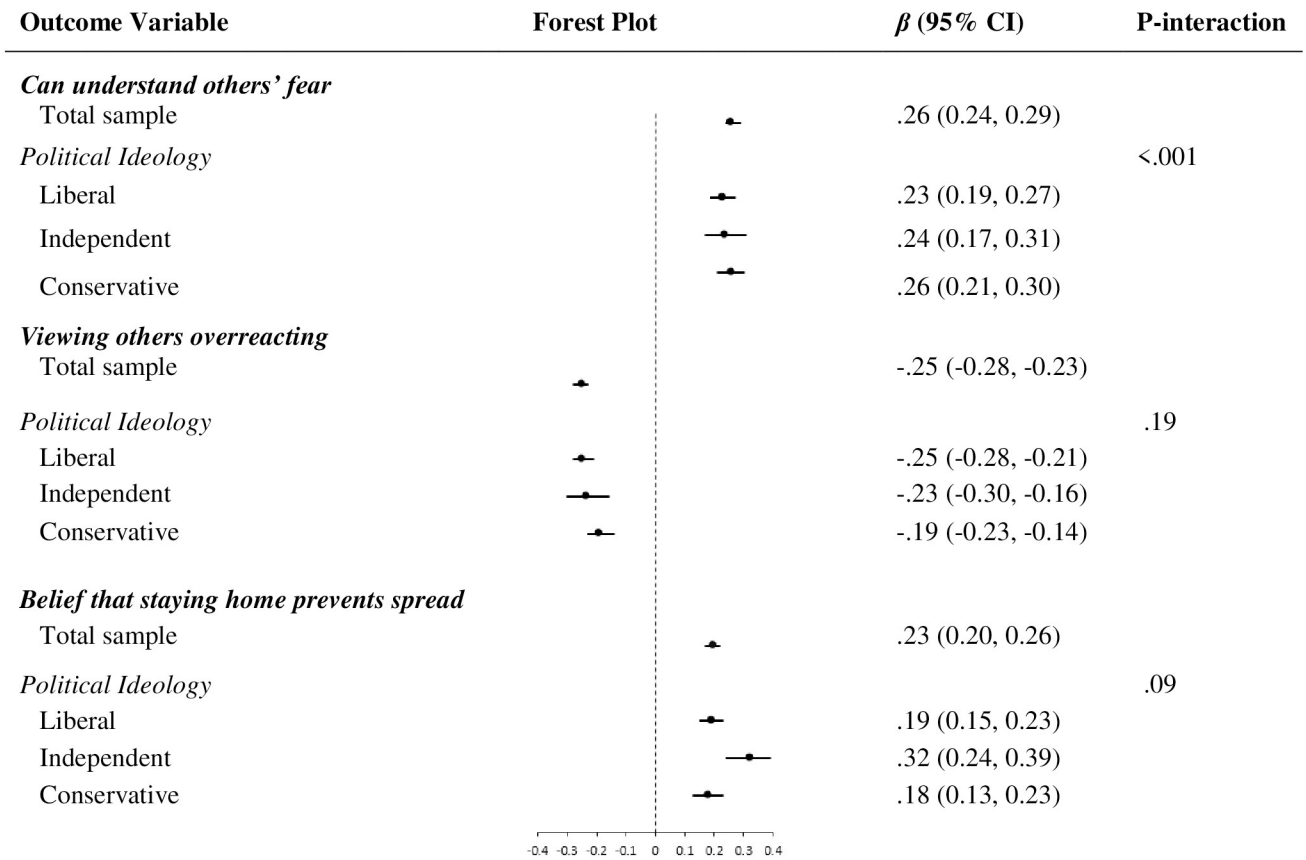 Outcome Variable Forest Plot β (95% CI) P-interaction
Can understand others’ fear
Total sample .26 (0.24, 0.29)
Political Ideology <.001
Liberal .23 (0.19, 0.27)
Independent .24 (0.17, 0.31)
Conservative .26 (0.21, 0.30)
Viewing others overreacting
Total sample -.25 (-0.28, -0.23)
Political Ideology .19
Liberal -.25 (-0.28, -0.21)
Independent -.23 (-0.30, -0.16)
Conservative -.19 (-0.23, -0.14)
Belief that staying home prevents spread
Total sample .23 (0.20, 0.26)
Political Ideology .09
Liberal .19 (0.15, 0.23)
Independent .32 (0.24, 0.39)
Conservative .18 (0.13, 0.23)
-0.4 -0.3 -0.2 -0.1 0 0.1 0.2 0.3 0.4